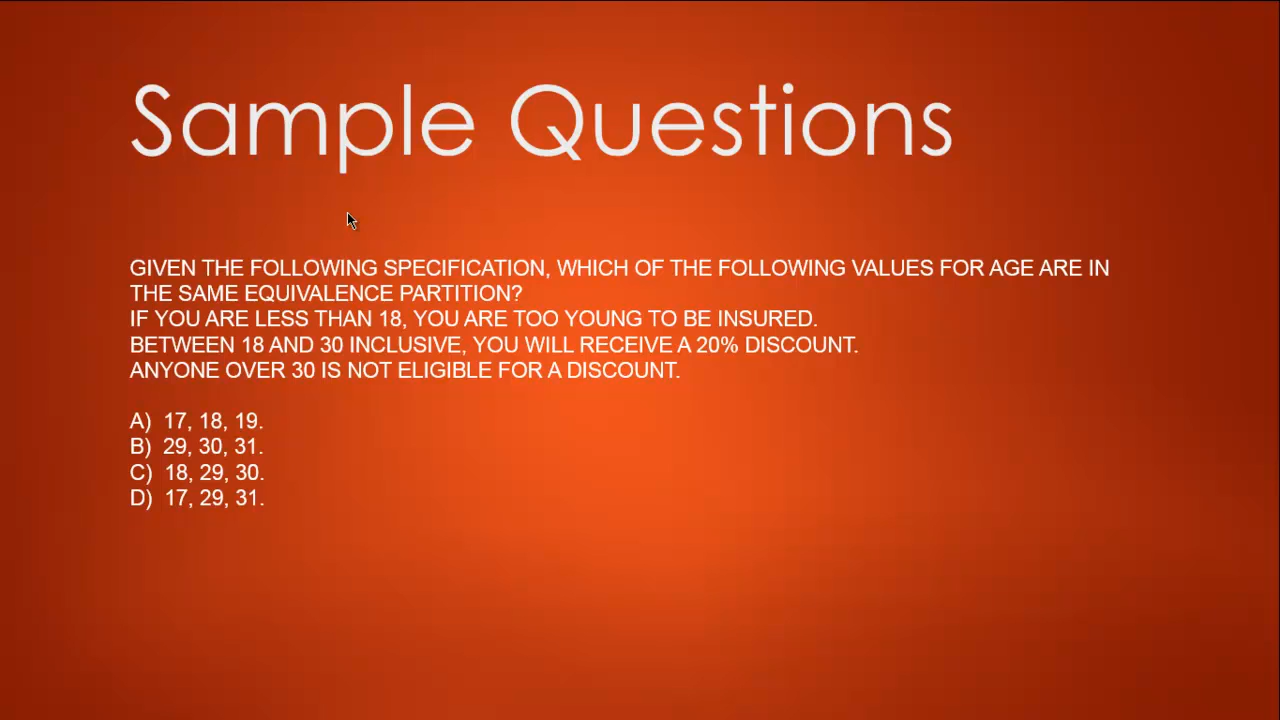 Sample Questions
GIVEN THE FOLLOWING SPECIFICATION, WHICH OF THE FOLLOWING VALUES FOR AGE ARE IN
THE SAME EQUIVALENCE PARTITION?
IF YOU ARE LESS THAN 18, YOU ARE TOO YOUNG TO BE INSURED.
BETWEEN 18 AND 30 INCLUSIVE, YOU WILL RECEIVE A 20% DISCOUNT.
ANYONE OVER 30 IS NOT ELIGIBLE FOR A DISCOUNT.
A) 17, 18, 19.
B) 29, 30, 31.
C) 18, 29, 30.
D) 17, 29, 31.